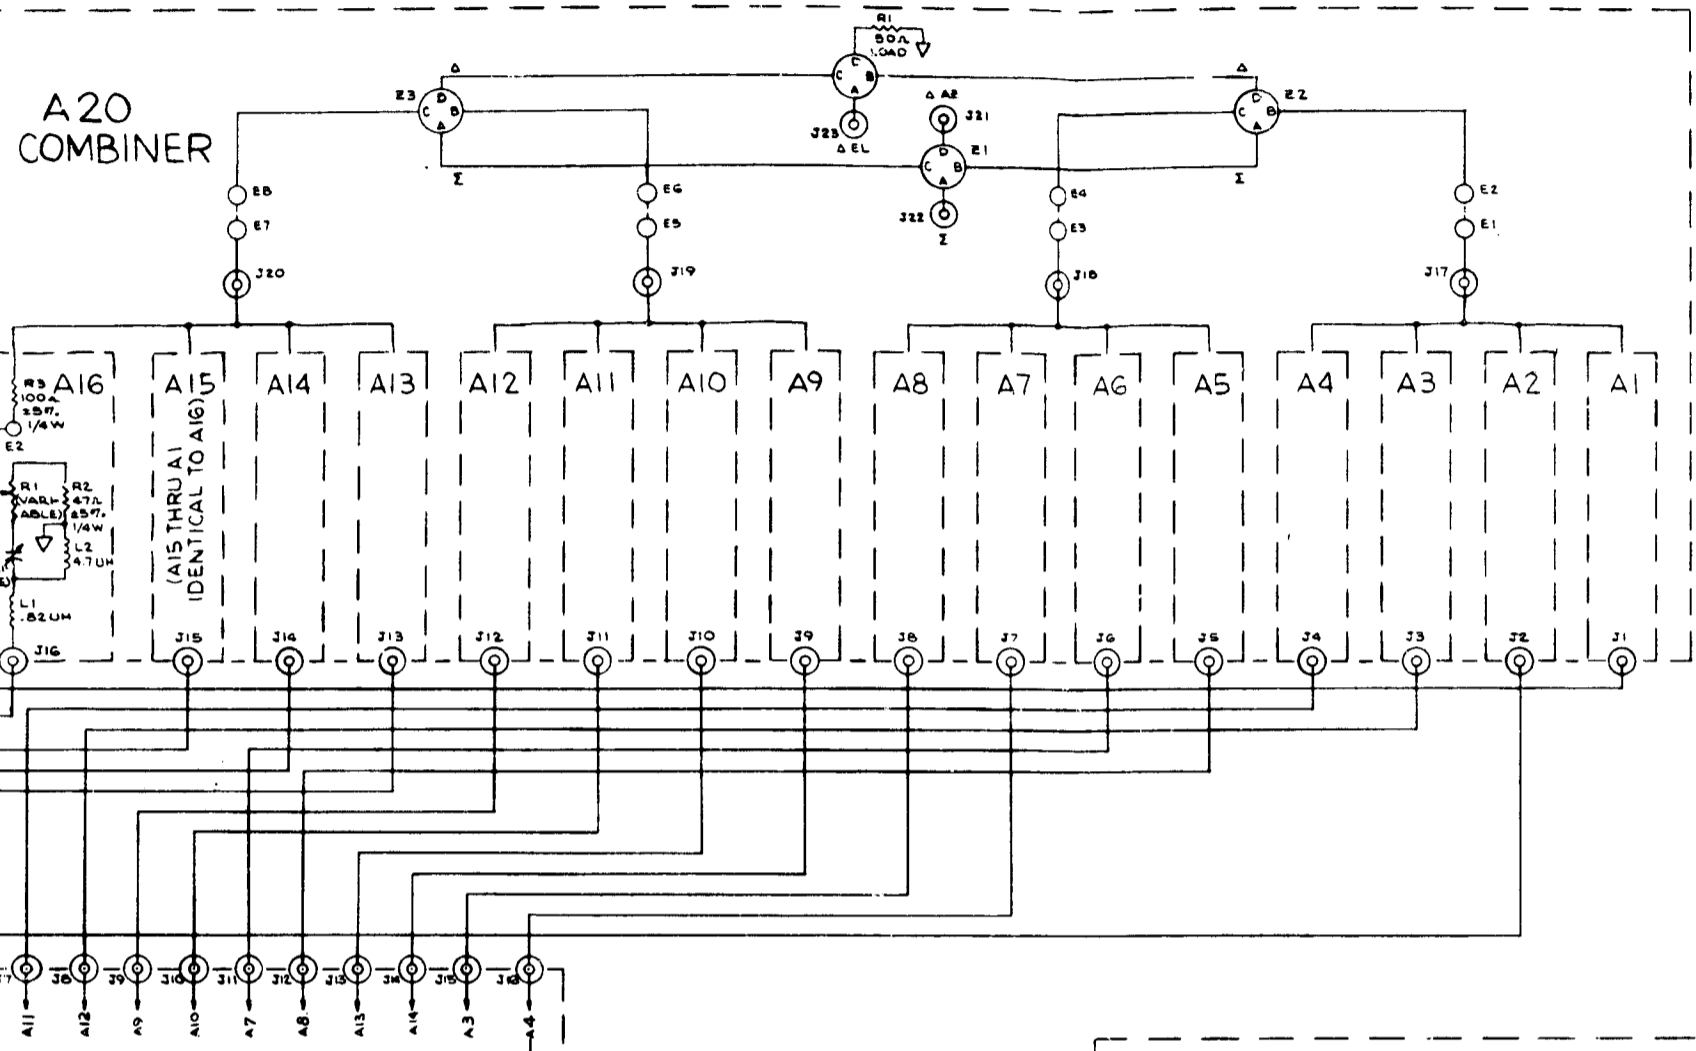 A20
COMBINER
R1
50Ω
LOAD
C
C
B
A
J23
Δ EL
Δ
Δ
Z3
D
C
B
A
Σ
Δ AZ
J21
D
Z1
C
B
A
J22
Σ
Z2
D
C
B
A
Σ
E8
E7
J20
E6
E5
J19
E4
E3
J18
E2
E1
J17
A16
A15
A14
A13
A12
A11
A10
A9
A8
A7
A6
A5
A4
A3
A2
A1
R3
100Ω
±5%
1/4W
E2
R1
(VARI-
ABLE)
R2
47Ω
±5%
1/4W
L2
4.7UH
L1
.82UH
(A15 THRU A1
IDENTICAL TO A16)
J16
J15
J14
J13
J12
J11
J10
J9
J8
J7
J6
J5
J4
J3
J2
J1
J7
J8
J9
J10
J11
J12
J13
J14
J15
J16
A11
A12
A9
A10
A7
A8
A13
A14
A3
A4